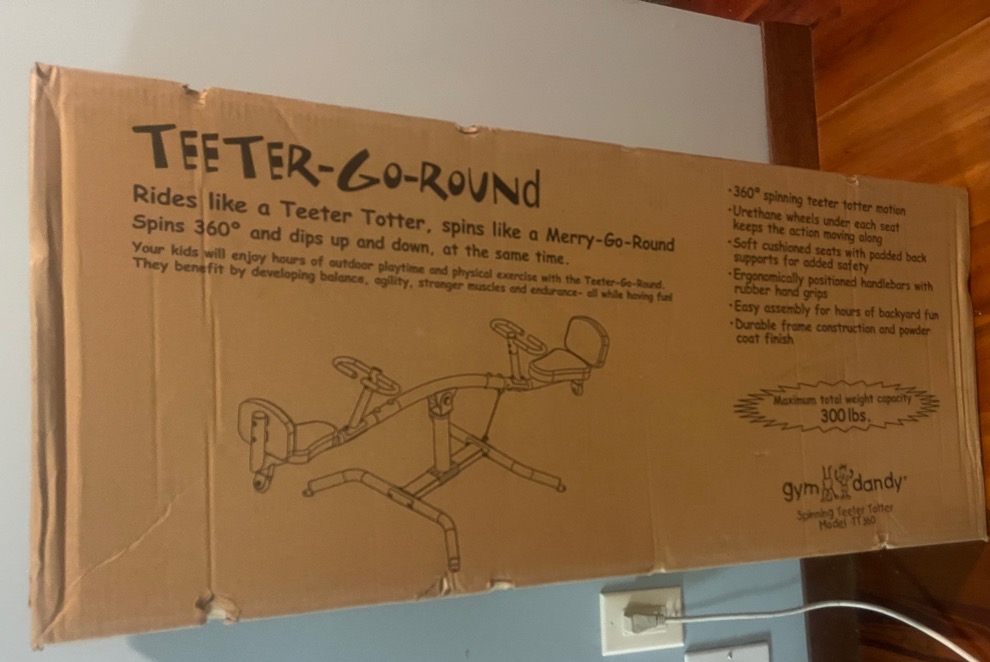 TEETER-GO-ROUNd
Rides like a Teeter Totter, spins like a Merry-Go-Round
Spins 360° and dips up and down, at the same time.
Your kids will enjoy hours of outdoor playtime and physical exercise with the Teeter-Go-Round.
They benefit by developing balance, agility, stronger muscles and endurance- all while having fun!
•360° spinning teeter totter motion
•Urethane wheels under each seat
keeps the action moving along
•Soft cushioned seats with padded back
supports for added safety
•Ergonomically positioned handlebars with
rubber hand grips
•Easy assembly for hours of backyard fun
•Durable frame construction and powder
coat finish
Maximum total weight capacity
300 lbs.
gym dandy®
Spinning Teeter Totter
Model TT360